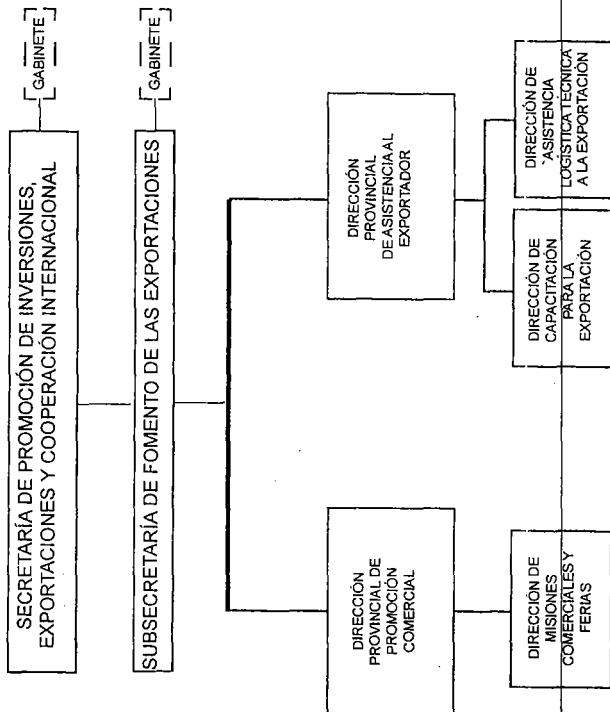 SECRETARÍA DE PROMOCIÓN DE INVERSIONES,
EXPORTACIONES Y COOPERACIÓN INTERNACIONAL
GABINETE
SUBSECRETARÍA DE FOMENTO DE LAS EXPORTACIONES
GABINETE
DIRECCIÓN
PROVINCIAL DE
PROMOCIÓN
COMERCIAL
DIRECCIÓN
PROVINCIAL
DE ASISTENCIA AL
EXPORTADOR
DIRECCIÓN DE
MISIONES
COMERCIALES Y
FERIAS
DIRECCIÓN DE
CAPACITACIÓN
PARA LA
EXPORTACIÓN
DIRECCIÓN DE
ASISTENCIA
LOGÍSTICA TÉCNICA
A LA EXPORTACIÓN